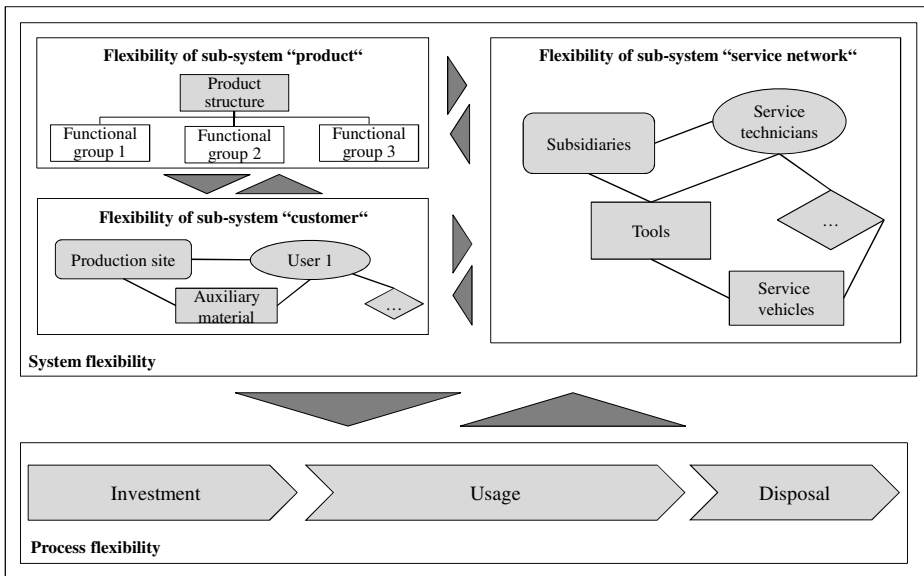 Flexibility of sub-system “product“
Product
structure
Functional
group 1
Functional
group 2
Functional
group 3
Flexibility of sub-system “customer“
Production site
User 1
Auxiliary
material
…
Flexibility of sub-system “service network“
Subsidiaries
Service
technicians
Tools
…
Service
vehicles
System flexibility
Investment
Usage
Disposal
Process flexibility